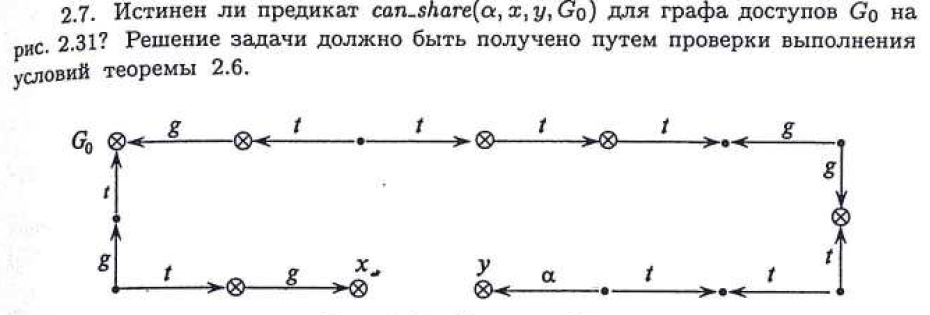 2.7. Истинен ли предикат can_share(α, x, y, G₀) для графа доступов G₀ на
рис. 2.31? Решение задачи должно быть получено путем проверки выполнения
условий теоремы 2.6.
G₀ g t t t t g
t g
g t g x y α t t t